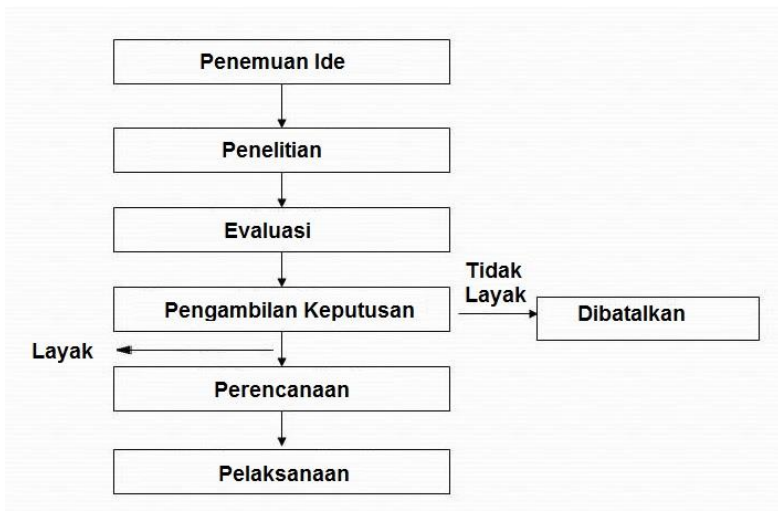 Penemuan Ide
Penelitian
Evaluasi
Tidak
Layak
Pengambilan Keputusan
Dibatalkan
Layak
Perencanaan
Pelaksanaan